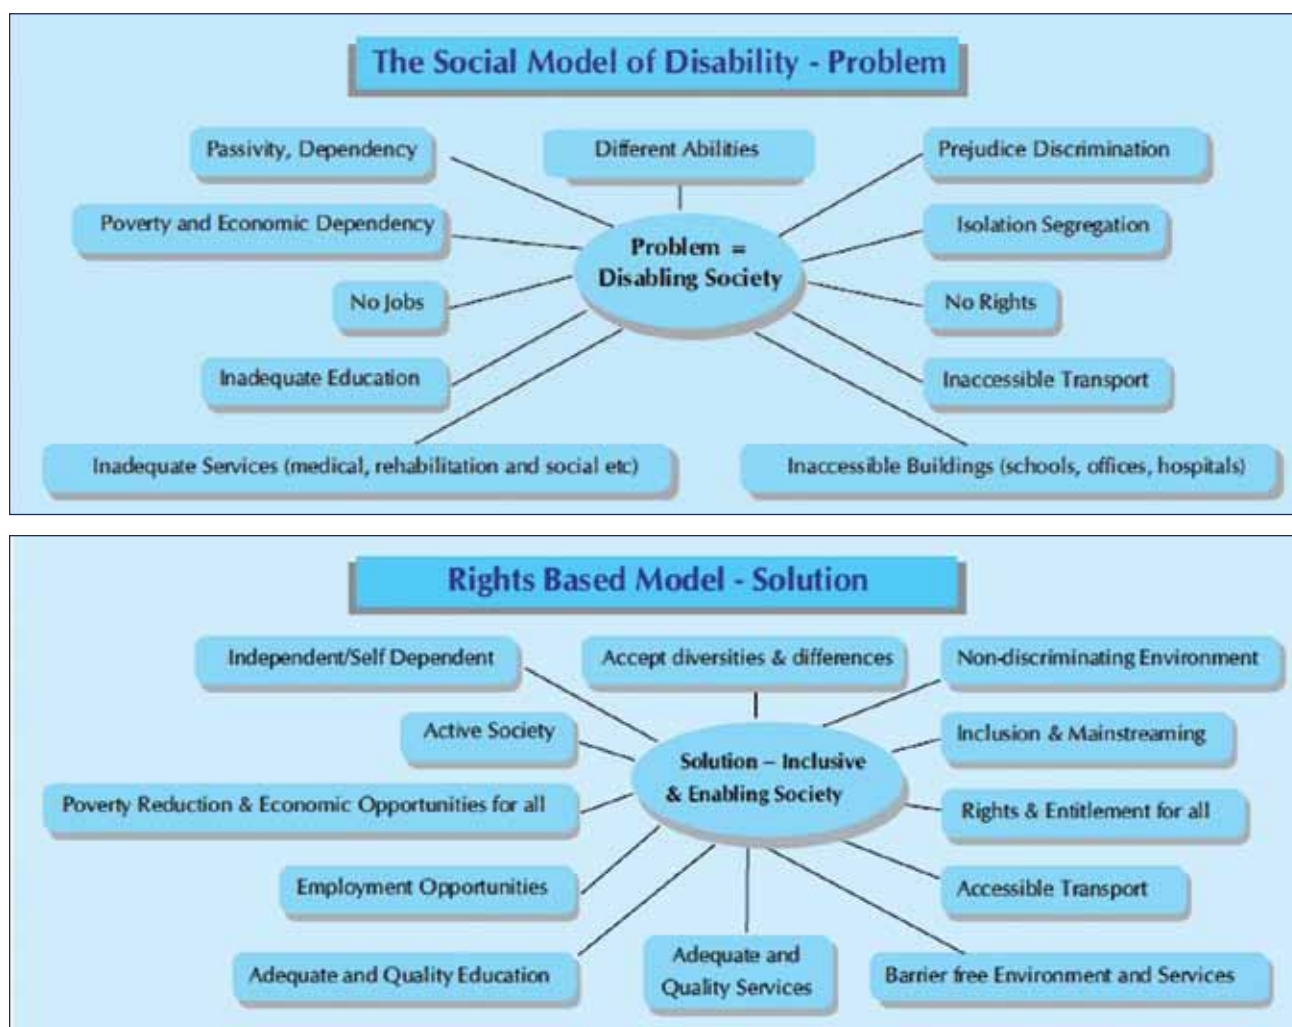 The Social Model of Disability - Problem
Passivity, Dependency
Different Abilities
Prejudice Discrimination
Poverty and Economic Dependency
Isolation Segregation
Problem =
Disabling Society
No Jobs
No Rights
Inadequate Education
Inaccessible Transport
Inadequate Services (medical, rehabilitation and social etc)
Inaccessible Buildings (schools, offices, hospitals)
Rights Based Model - Solution
Independent/Self Dependent
Accept diversities & differences
Non-discriminating Environment
Active Society
Inclusion & Mainstreaming
Solution – Inclusive
& Enabling Society
Poverty Reduction & Economic Opportunities for all
Rights & Entitlement for all
Employment Opportunities
Accessible Transport
Adequate and Quality Education
Adequate and
Quality Services
Barrier free Environment and Services